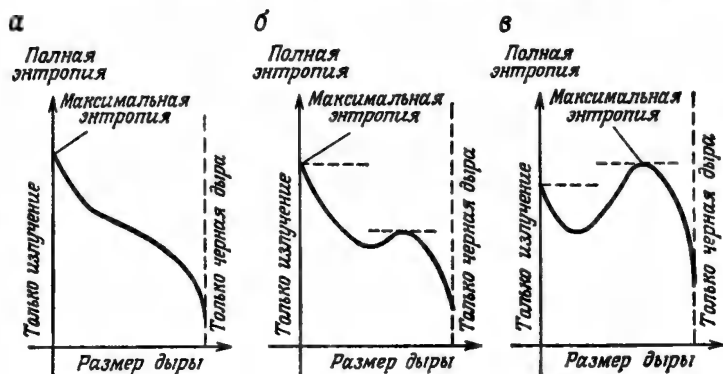 а
Полная
энтропия
Максимальная
энтропия
Только излучение
Только черная дыра
Размер дыры
б
Полная
энтропия
Максимальная
энтропия
Только излучение
Только черная дыра
Размер дыры
в
Полная
энтропия
Максимальная
энтропия
Только излучение
Только черная дыра
Размер дыры